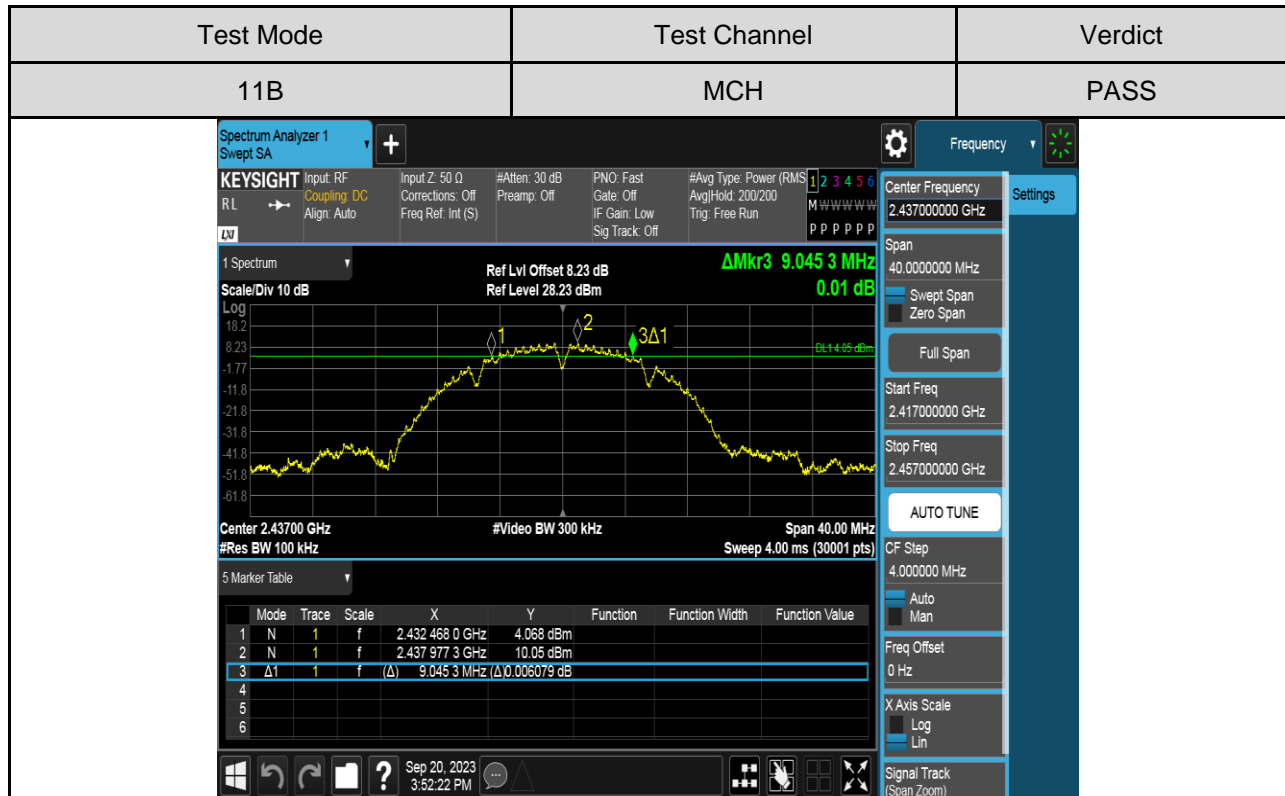 Test Mode Test Channel Verdict
11B MCH PASS
Spectrum Analyzer 1
Swept SA
+
Frequency
KEYSIGHT Input: RF Input Z: 50 Ω #Atten: 30 dB PNO: Fast #Avg Type: Power (RMS 1 2 3 4 5 6
RL Coupling: DC Corrections: Off Preamp: Off Gate: Off Avg|Hold: 200/200 M W W W W W
Align: Auto Freq Ref: Int (S) IF Gain: Low Trig: Free Run
LXI Sig Track: Off P P P P P P
1 Spectrum
Ref Lvl Offset 8.23 dB
ΔMkr3 9.045 3 MHz
Scale/Div 10 dB Ref Level 28.23 dBm 0.01 dB
Log
18.2
8.23
-1.77
-11.8
-21.8
-31.8
-41.8
-51.8
-61.8
1
2
3Δ1
DL1 4.05 dBm
Center 2.43700 GHz #Video BW 300 kHz Span 40.00 MHz
#Res BW 100 kHz Sweep 4.00 ms (30001 pts)
5 Marker Table
Mode Trace Scale X Y Function Function Width Function Value
1 N 1 f 2.432 468 0 GHz 4.068 dBm
2 N 1 f 2.437 977 3 GHz 10.05 dBm
3 Δ1 1 f (Δ) 9.045 3 MHz (Δ)0.006079 dB
4
5
6
Sep 20, 2023
3:52:22 PM
?
Settings
Center Frequency
2.437000000 GHz
Span
40.0000000 MHz
Swept Span
Zero Span
Full Span
Start Freq
2.417000000 GHz
Stop Freq
2.457000000 GHz
AUTO TUNE
CF Step
4.000000 MHz
Auto
Man
Freq Offset
0 Hz
X Axis Scale
Log
Lin
Signal Track
(Span Zoom)